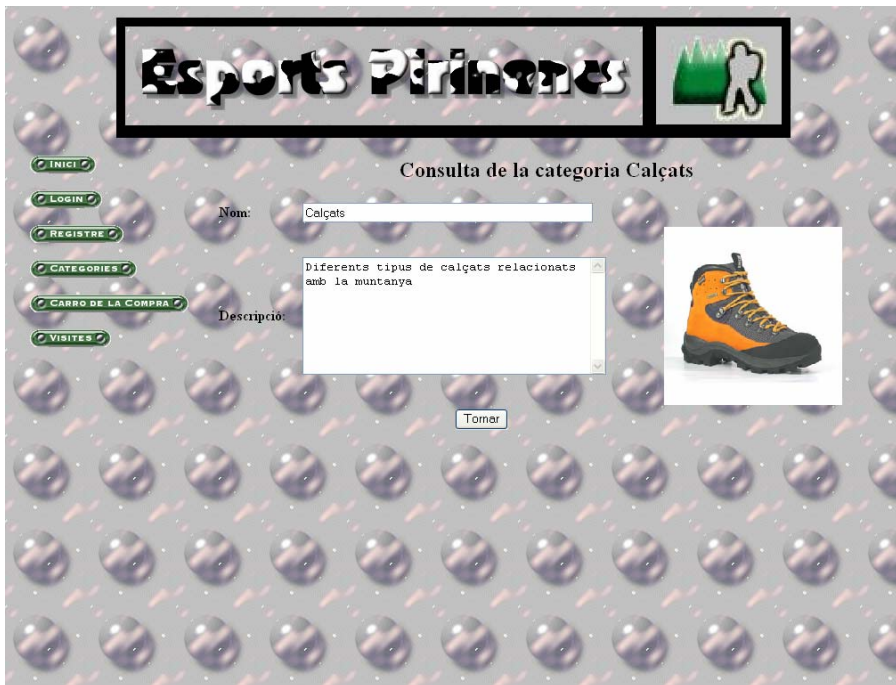 Esports Pirinencs
Inici
Login
Registre
Categories
Carro de la Compra
Visites
Consulta de la categoria Calçats
Nom:
Calçats
Descripció:
Diferents tipus de calçats relacionats
amb la muntanya
Tornar